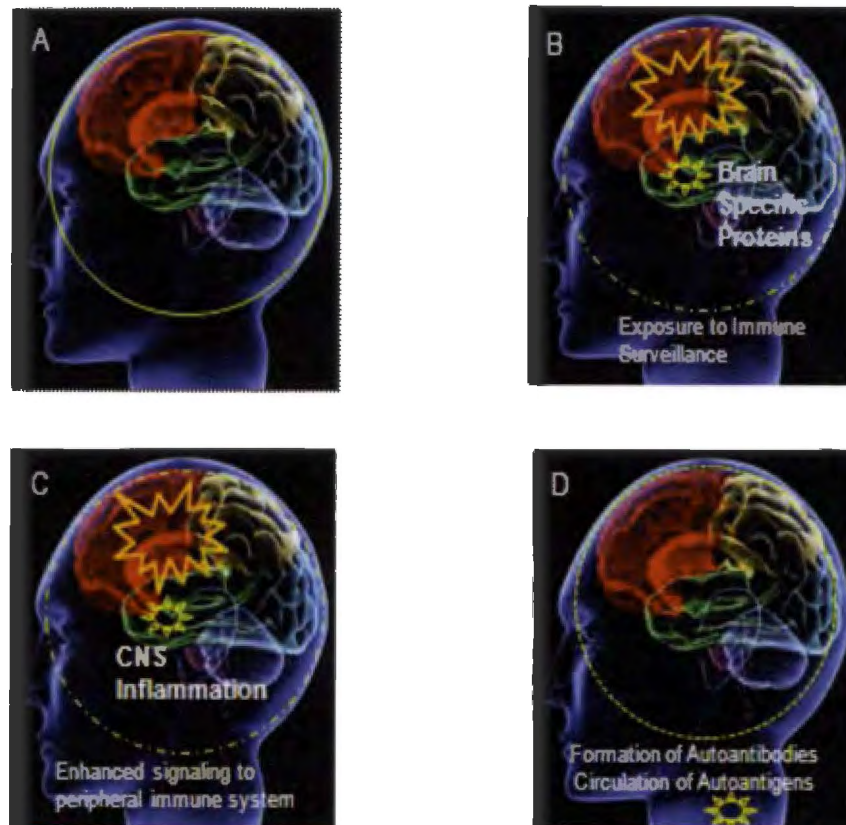 A
B
Brain
Specific
Proteins
Exposure to Immune
Surveillance
C
CNS
Inflammation
Enhanced signaling to
peripheral immune system
D
Formation of Autoantibodies
Circulation of Autoantigens